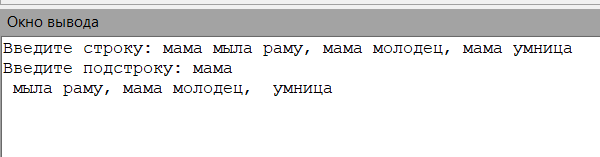 Окно вывода
Введите строку: мама мыла раму, мама молодец, мама умница
Введите подстроку: мама
 мыла раму, мама молодец,  умница